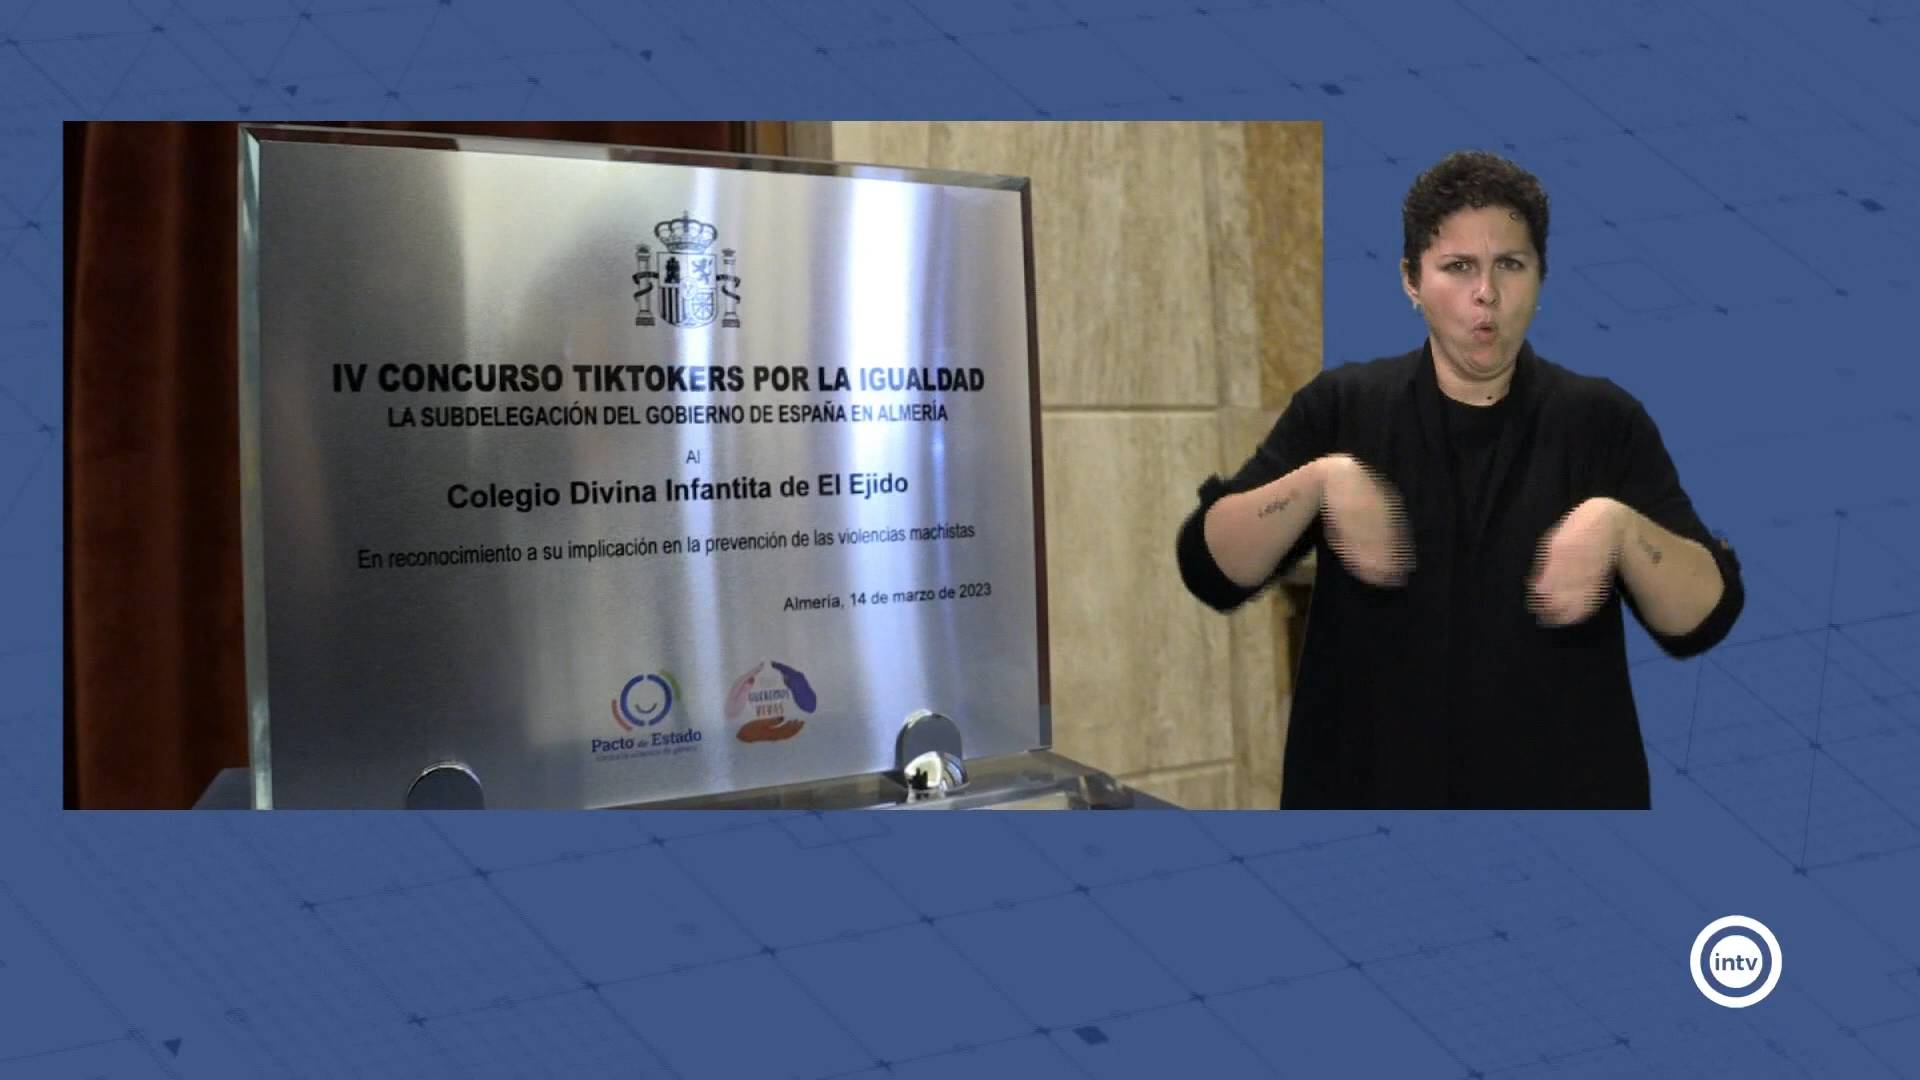 IV CONCURSO TIKTOKERS POR LA IGUALDAD
LA SUBDELEGACIÓN DEL GOBIERNO DE ESPAÑA EN ALMERÍA
Al
Colegio Divina Infantita de El Ejido
En reconocimiento a su implicación en la prevención de las violencias machistas
Almería, 14 de marzo de 2023
Pacto de Estado
QUEREMOS
VIVAS
intv